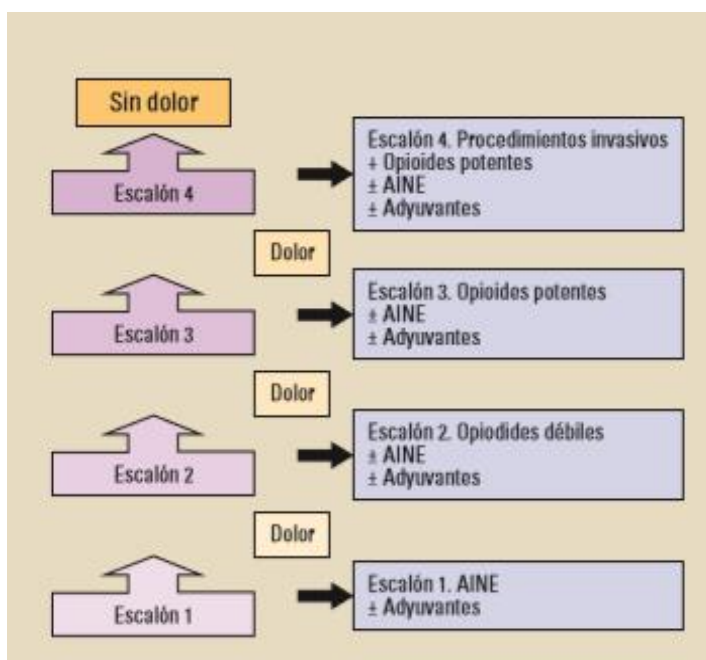 Sin dolor
Escalón 4
Escalón 4. Procedimientos invasivos
+ Opioides potentes
± AINE
± Adyuvantes
Dolor
Escalón 3
Escalón 3. Opioides potentes
± AINE
± Adyuvantes
Dolor
Escalón 2
Escalón 2. Opiodides débiles
± AINE
± Adyuvantes
Dolor
Escalón 1
Escalón 1. AINE
± Adyuvantes